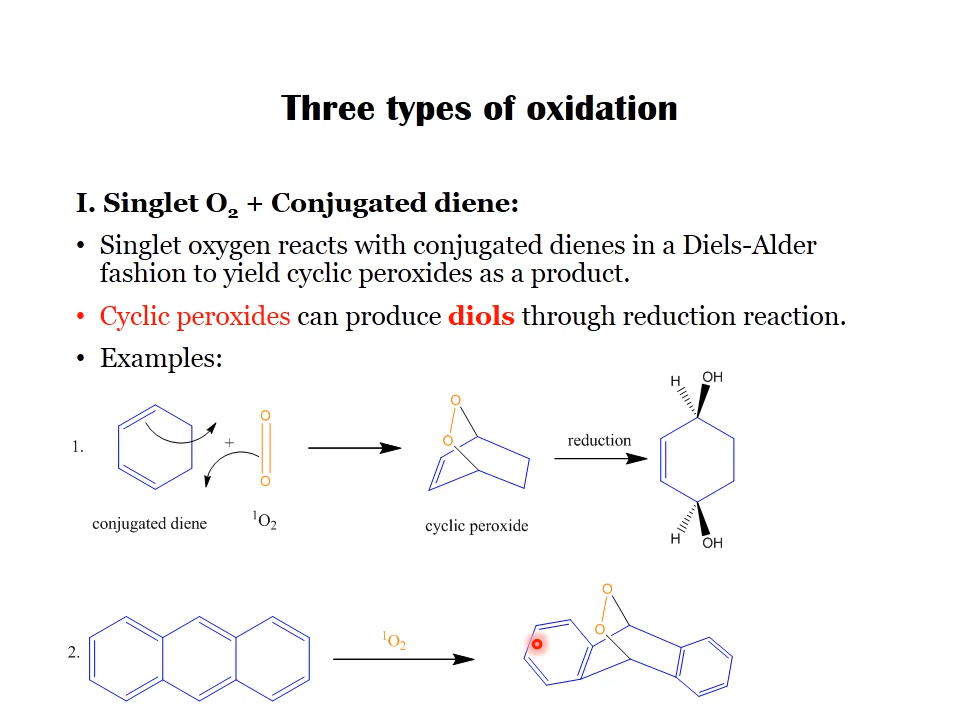 Three types of oxidation
I. Singlet O₂ + Conjugated diene:
• Singlet oxygen reacts with conjugated dienes in a Diels-Alder
fashion to yield cyclic peroxides as a product.
• Cyclic peroxides can produce diols through reduction reaction.
• Examples:
1.
+
O
O
O
O
reduction
H
OH
H
OH
conjugated diene
¹O₂
cyclic peroxide
2.
¹O₂
O
O